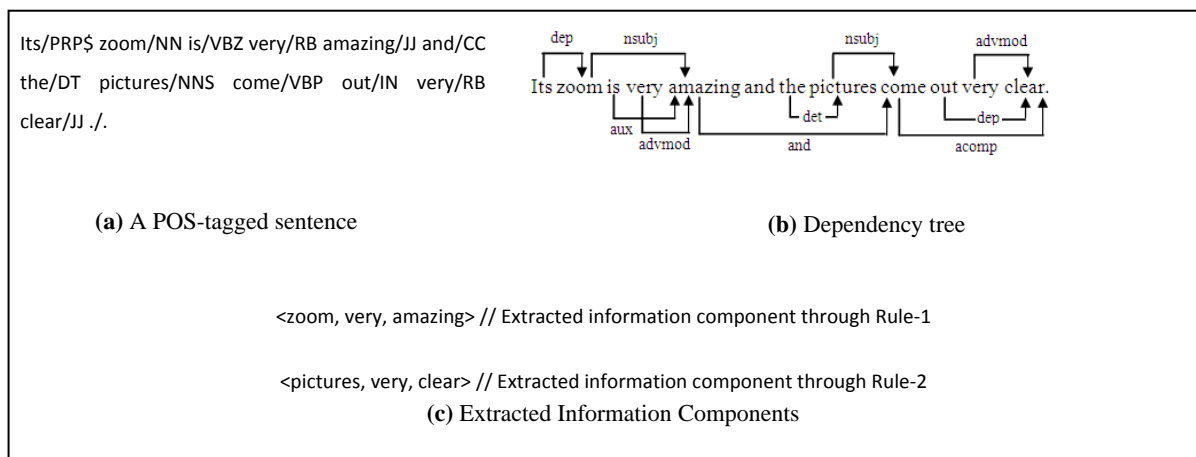 Its/PRP$ zoom/NN is/VBZ very/RB amazing/JJ and/CC
the/DT pictures/NNS come/VBP out/IN very/RB
clear/JJ ./.
(a) A POS-tagged sentence
dep nsubj nsubj advmod
Its zoom is very amazing and the pictures come out very clear.
aux advmod and det acomp dep
(b) Dependency tree
<zoom, very, amazing> // Extracted information component through Rule-1
<pictures, very, clear> // Extracted information component through Rule-2
(c) Extracted Information Components